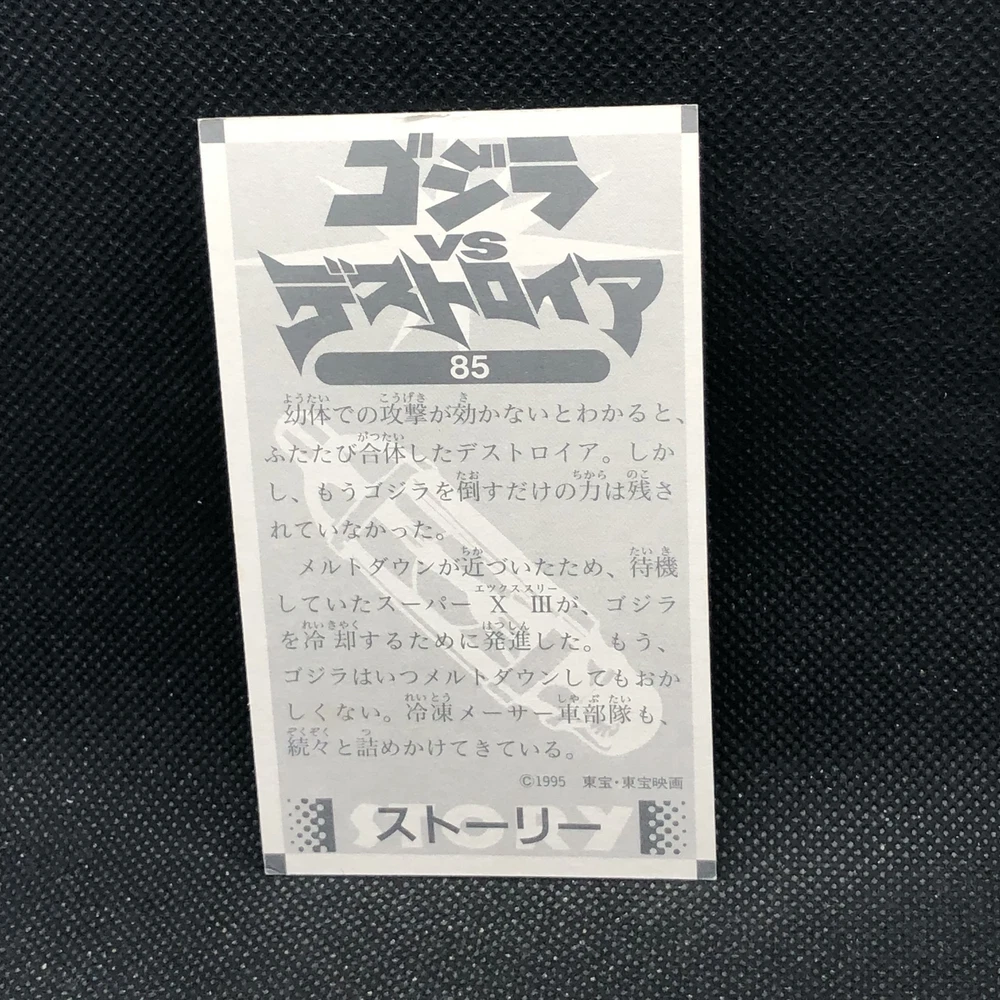 ゴジラ
VS
デストロイア
85
幼体での攻撃が効かないとわかると、
ふたたび合体したデストロイア。しか
し、もうゴジラを倒すだけの力は残さ
れていなかった。
メルトダウンが近づいたため、待機
していたスーパーX Ⅲが、ゴジラ
を冷却するために発進した。もう、
ゴジラはいつメルトダウンしてもおか
しくない。冷凍メーサー車部隊も、
続々と詰めかけてきている。
©1995 東宝・東宝映画
STORY
ストーリー